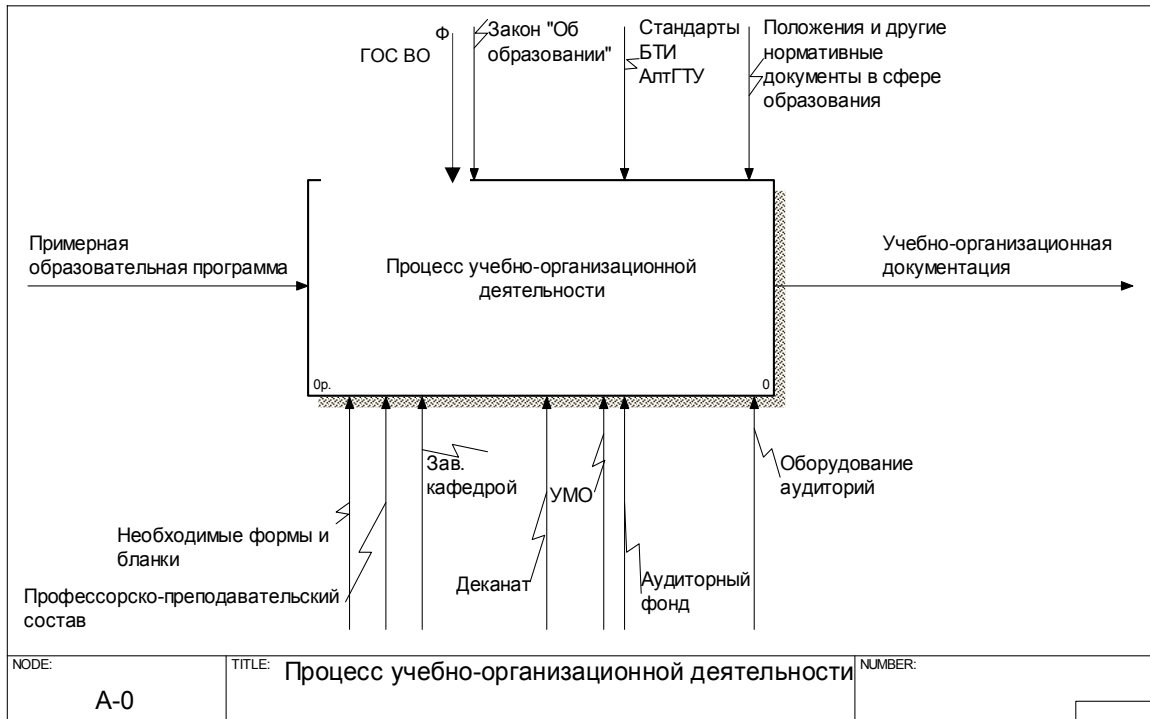 Ф
ГОС ВО
Закон "Об
образовании"
Стандарты
БТИ
АлтГТУ
Положения и другие
нормативные
документы в сфере
образования
Примерная
образовательная программа
Процесс учебно-организационной
деятельности
Учебно-организационная
документация
0р.
0
Зав.
кафедрой
УМО
Оборудование
аудиторий
Необходимые формы и
бланки
Деканат
Аудиторный
фонд
Профессорско-преподавательский
состав
NODE:
TITLE:
Процесс учебно-организационной деятельности
NUMBER:
A-0